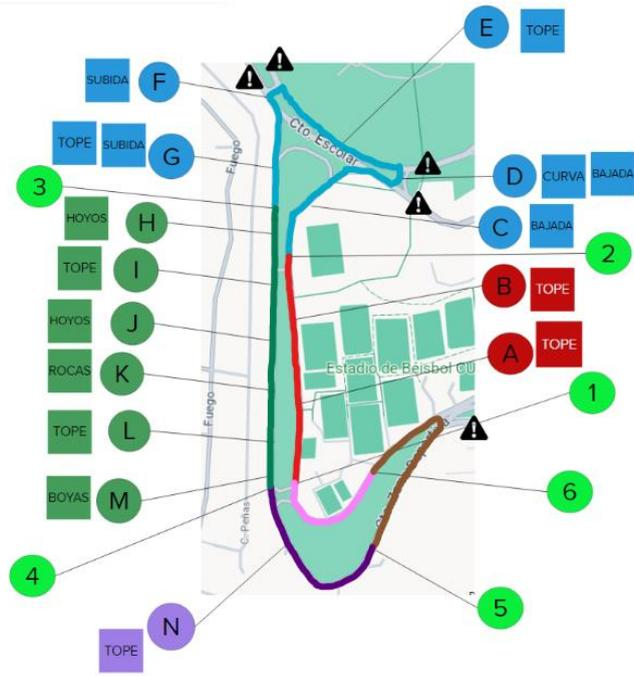 E
TOPE
SUBIDA
F
TOPE
SUBIDA
G
Cto. Escolar
Fuego
D
CURVA
BAJADA
3
C
BAJADA
HOYOS
H
2
TOPE
I
B
TOPE
HOYOS
J
A
TOPE
ROCAS
K
Estadio de Béisbol CU
1
Fuego
TOPE
L
BOYAS
M
6
C. Peñas
4
5
N
TOPE